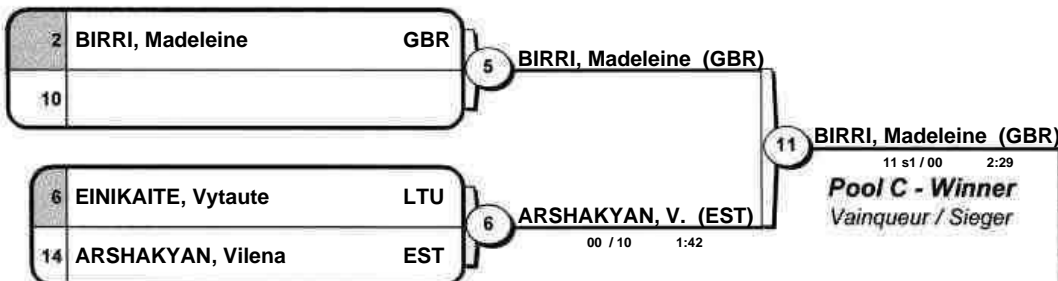 2 BIRRI, Madeleine GBR
10
5
BIRRI, Madeleine (GBR)
6 EINIKAITE, Vytaute LTU
14 ARSHAKYAN, Vilena EST
6
ARSHAKYAN, V. (EST)
00 / 10 1:42
11
BIRRI, Madeleine (GBR)
11 s1 / 00 2:29
Pool C - Winner
Vainqueur / Sieger